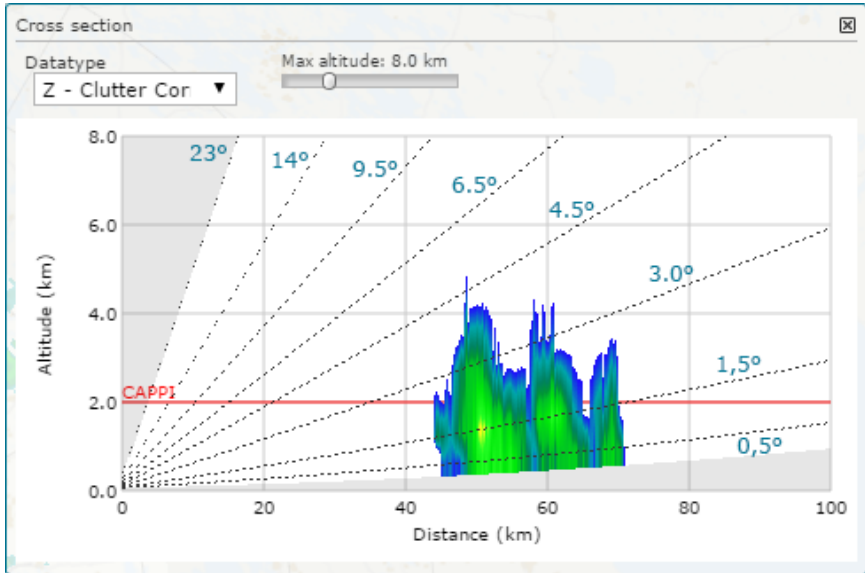 Cross section
Datatype
Max altitude: 8.0 km
Z - Clutter Cor
8.0
23º
14º
9.5º
6.5º
4.5º
6.0
3.0º
4.0
1,5º
CAPPI
2.0
0,5º
0.0
0
20
40
60
80
100
Altitude (km)
Distance (km)